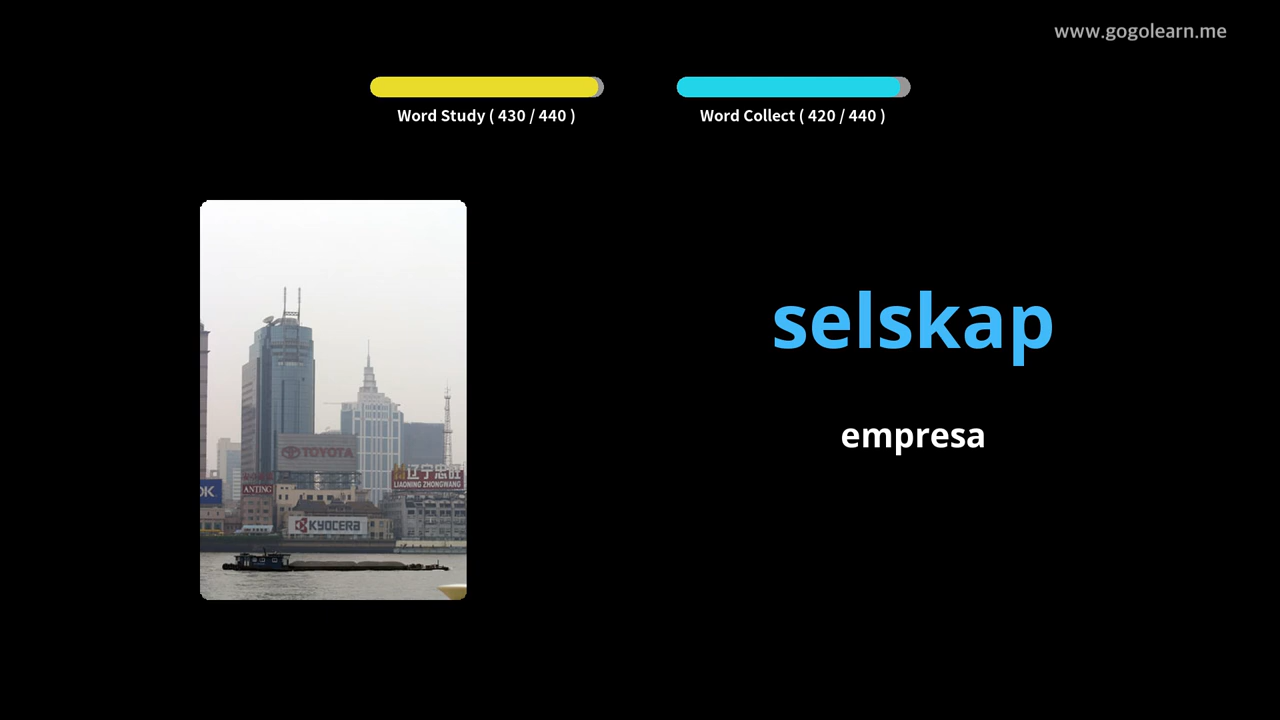 www.gogolearn.me
Word Study ( 430 / 440 )
Word Collect ( 420 / 440 )
selskap
empresa
TOYOTA
辽宁忠旺
LIAONING ZHONGWANG
OK
ANTING
KYOCERA